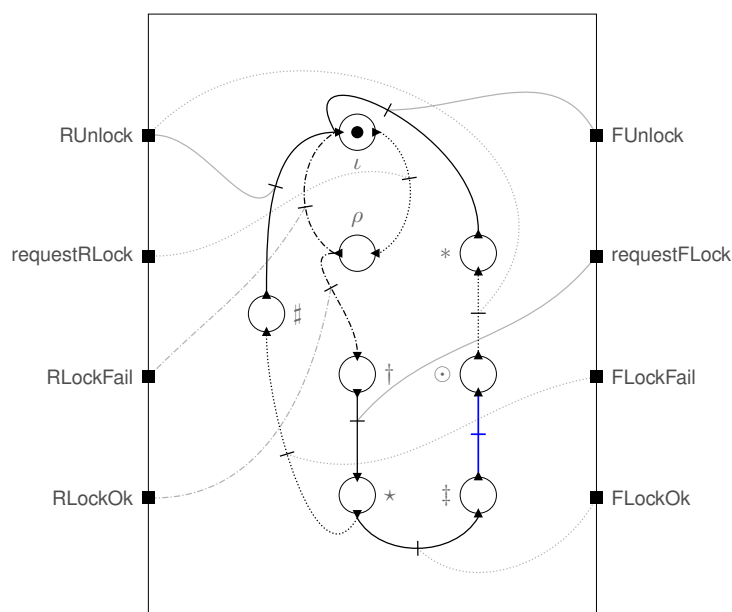 RUnlock
FUnlock
ι
ρ
requestRLock
*
requestFLock
♯
RLockFail
†
⊙
FLockFail
RLockOk
⋆
‡
FLockOk